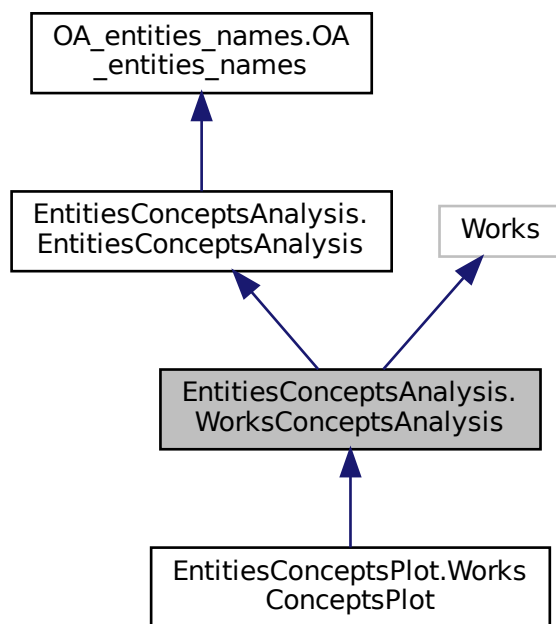 OA_entities_names.OA
_entities_names
EntitiesConceptsAnalysis.
EntitiesConceptsAnalysis
Works
EntitiesConceptsAnalysis.
WorksConceptsAnalysis
EntitiesConceptsPlot.Works
ConceptsPlot